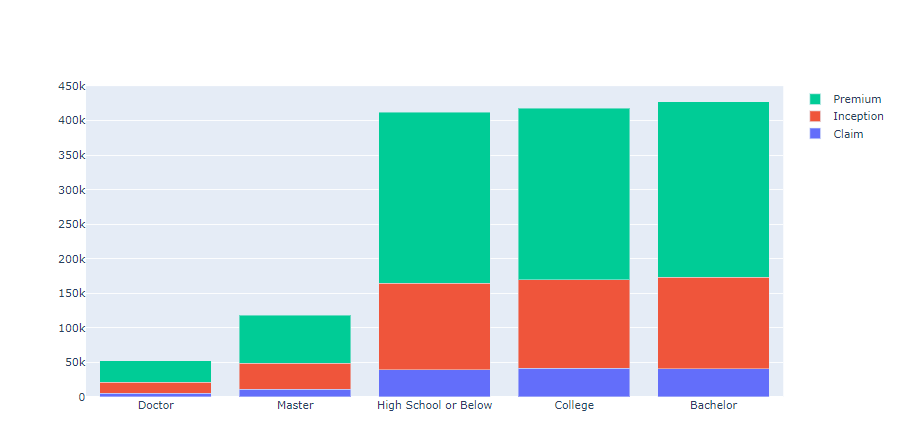 450k
400k
350k
300k
250k
200k
150k
100k
50k
0
Doctor
Master
High School or Below
College
Bachelor
Premium
Inception
Claim